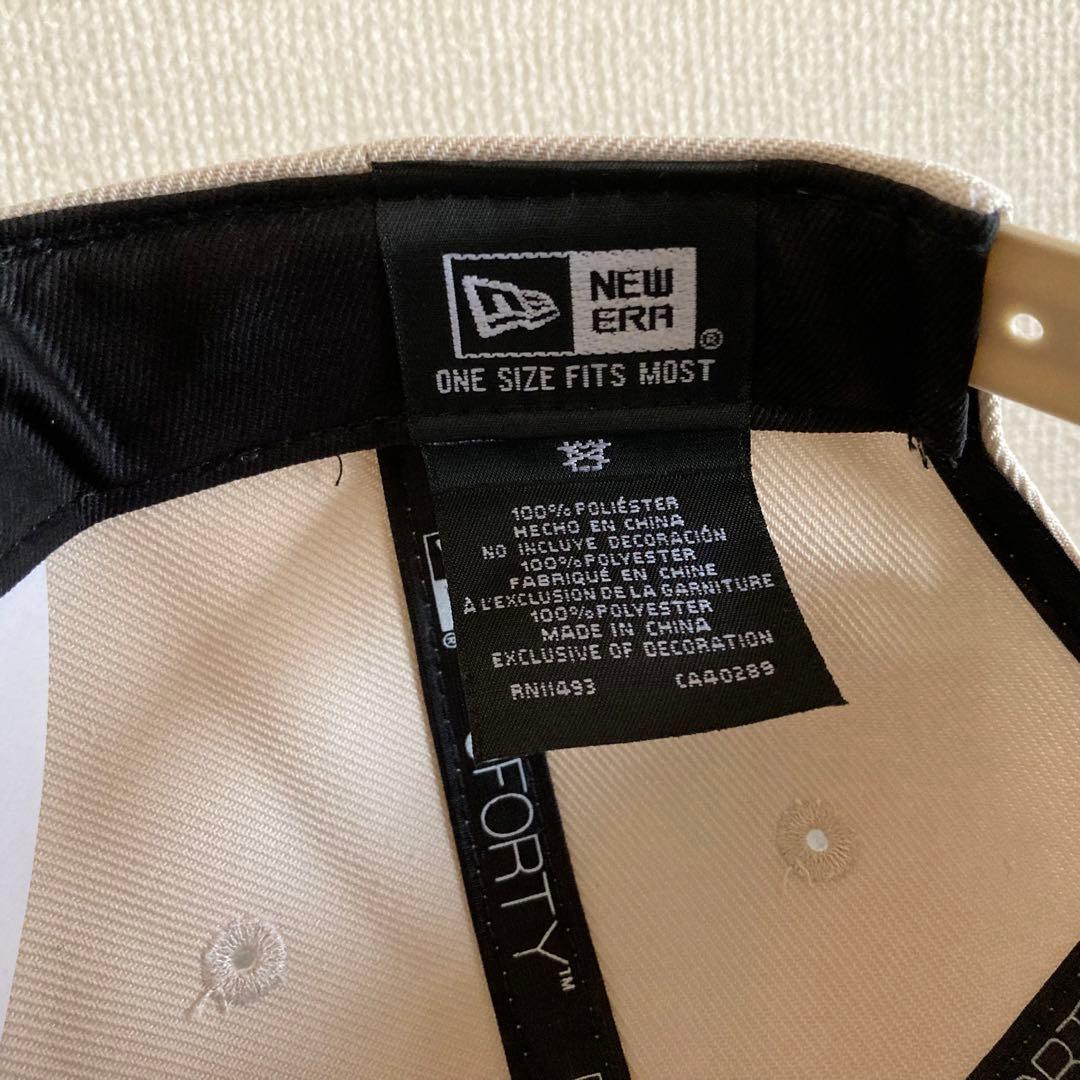 NEW
ERA
®
ONE SIZE FITS MOST
100% POLIÉSTER
HECHO EN CHINA
NO INCLUYE DECORACIÓN
100% POLYESTER
FABRIQUÉ EN CHINE
À L'EXCLUSION DE LA GARNITURE
100% POLYESTER
MADE IN CHINA
EXCLUSIVE OF DECORATION
RN11493 CA40289
®
FORTY™